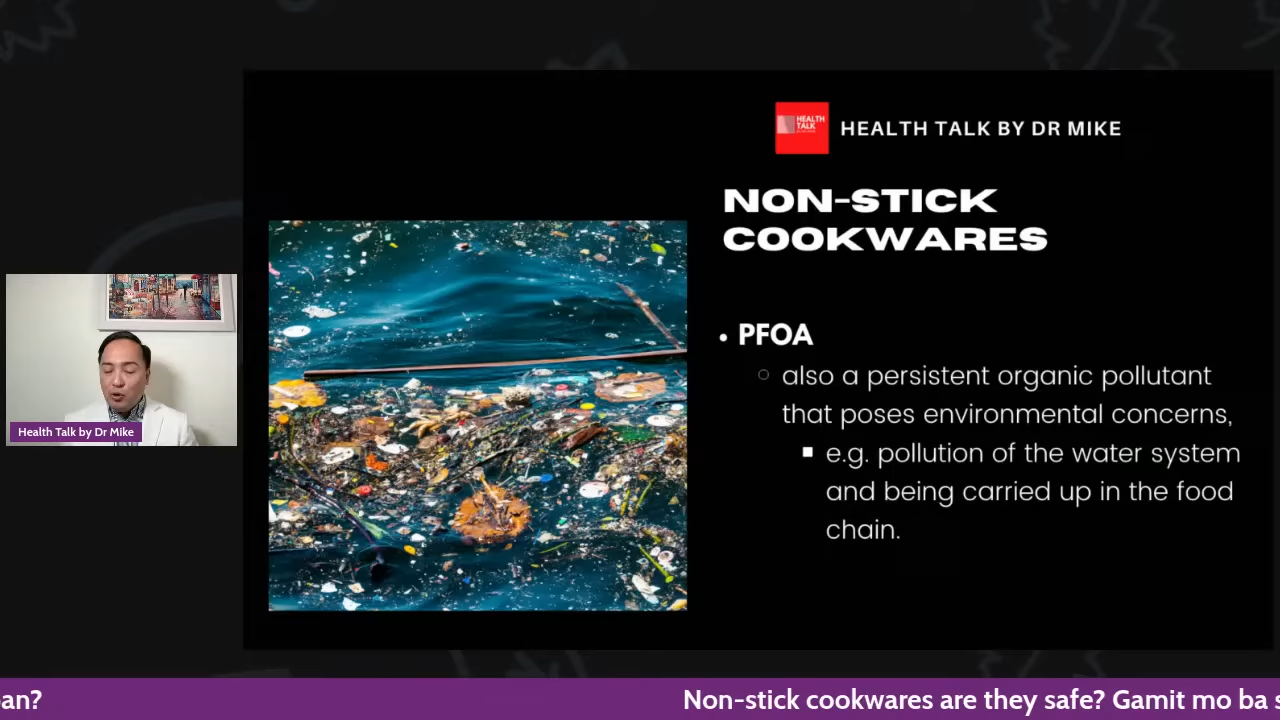 HEALTH
TALK
HEALTH TALK BY DR MIKE
NON-STICK
COOKWARES
• PFOA
also a persistent organic pollutant
that poses environmental concerns,
e.g. pollution of the water system
and being carried up in the food
chain.
Health Talk by Dr Mike
Non-stick cookwares are they safe? Gamit mo ba